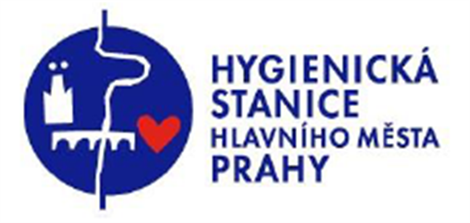 HYGIENICKÁ
STANICE
HLAVNÍHO MĚSTA
PRAHY